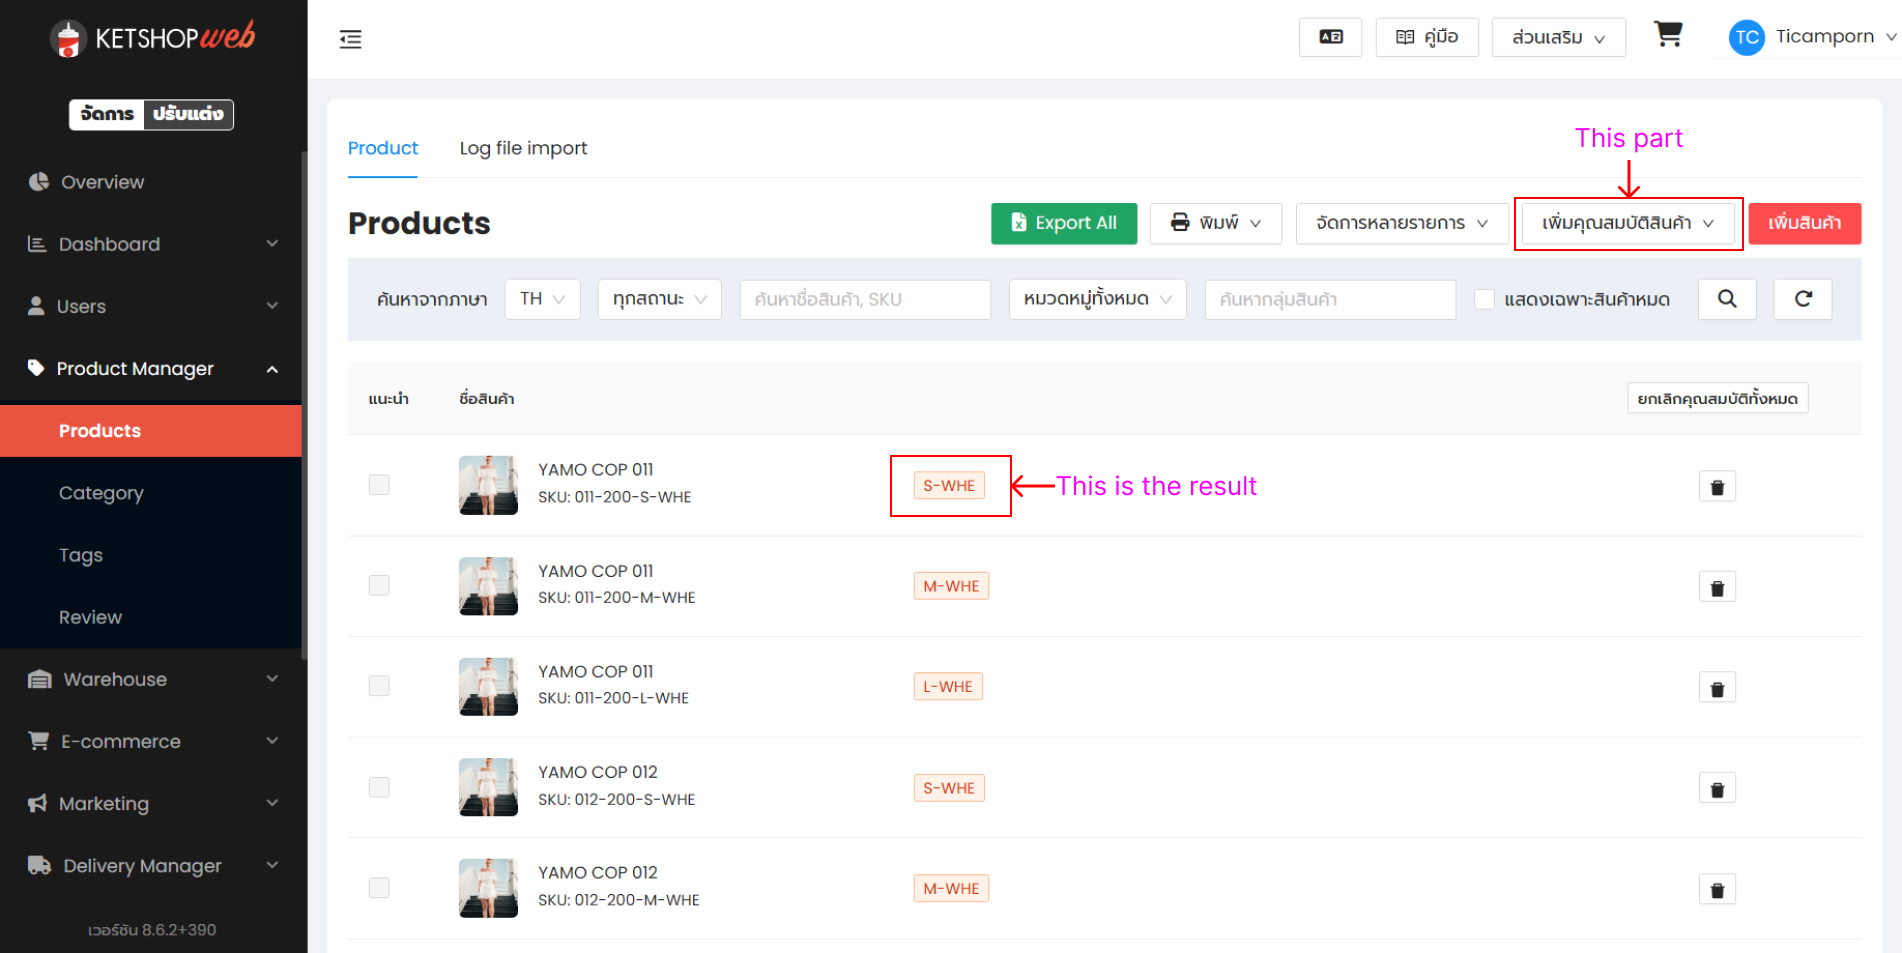 KETSHOPweb
จัดการ ปรับแต่ง
Overview
Dashboard
Users
Product Manager
Products
Category
Tags
Review
Warehouse
E-commerce
Marketing
Delivery Manager
เวอร์ชัน 8.6.2+390
คู่มือ
ส่วนเสริม
TC Ticamporn
Product Log file import
This part
Products
Export All พิมพ์ จัดการหลายรายการ เพิ่มคุณสมบัติสินค้า เพิ่มสินค้า
ค้นหาจากภาษา TH ทุกสถานะ ค้นหาชื่อสินค้า, SKU หมวดหมู่ทั้งหมด ค้นหากลุ่มสินค้า แสดงเฉพาะสินค้าหมด
แนะนำ ชื่อสินค้า ยกเลิกคุณสมบัติทั้งหมด
YAMO COP 011
SKU: 011-200-S-WHE
S-WHE
This is the result
YAMO COP 011
SKU: 011-200-M-WHE
M-WHE
YAMO COP 011
SKU: 011-200-L-WHE
L-WHE
YAMO COP 012
SKU: 012-200-S-WHE
S-WHE
YAMO COP 012
SKU: 012-200-M-WHE
M-WHE